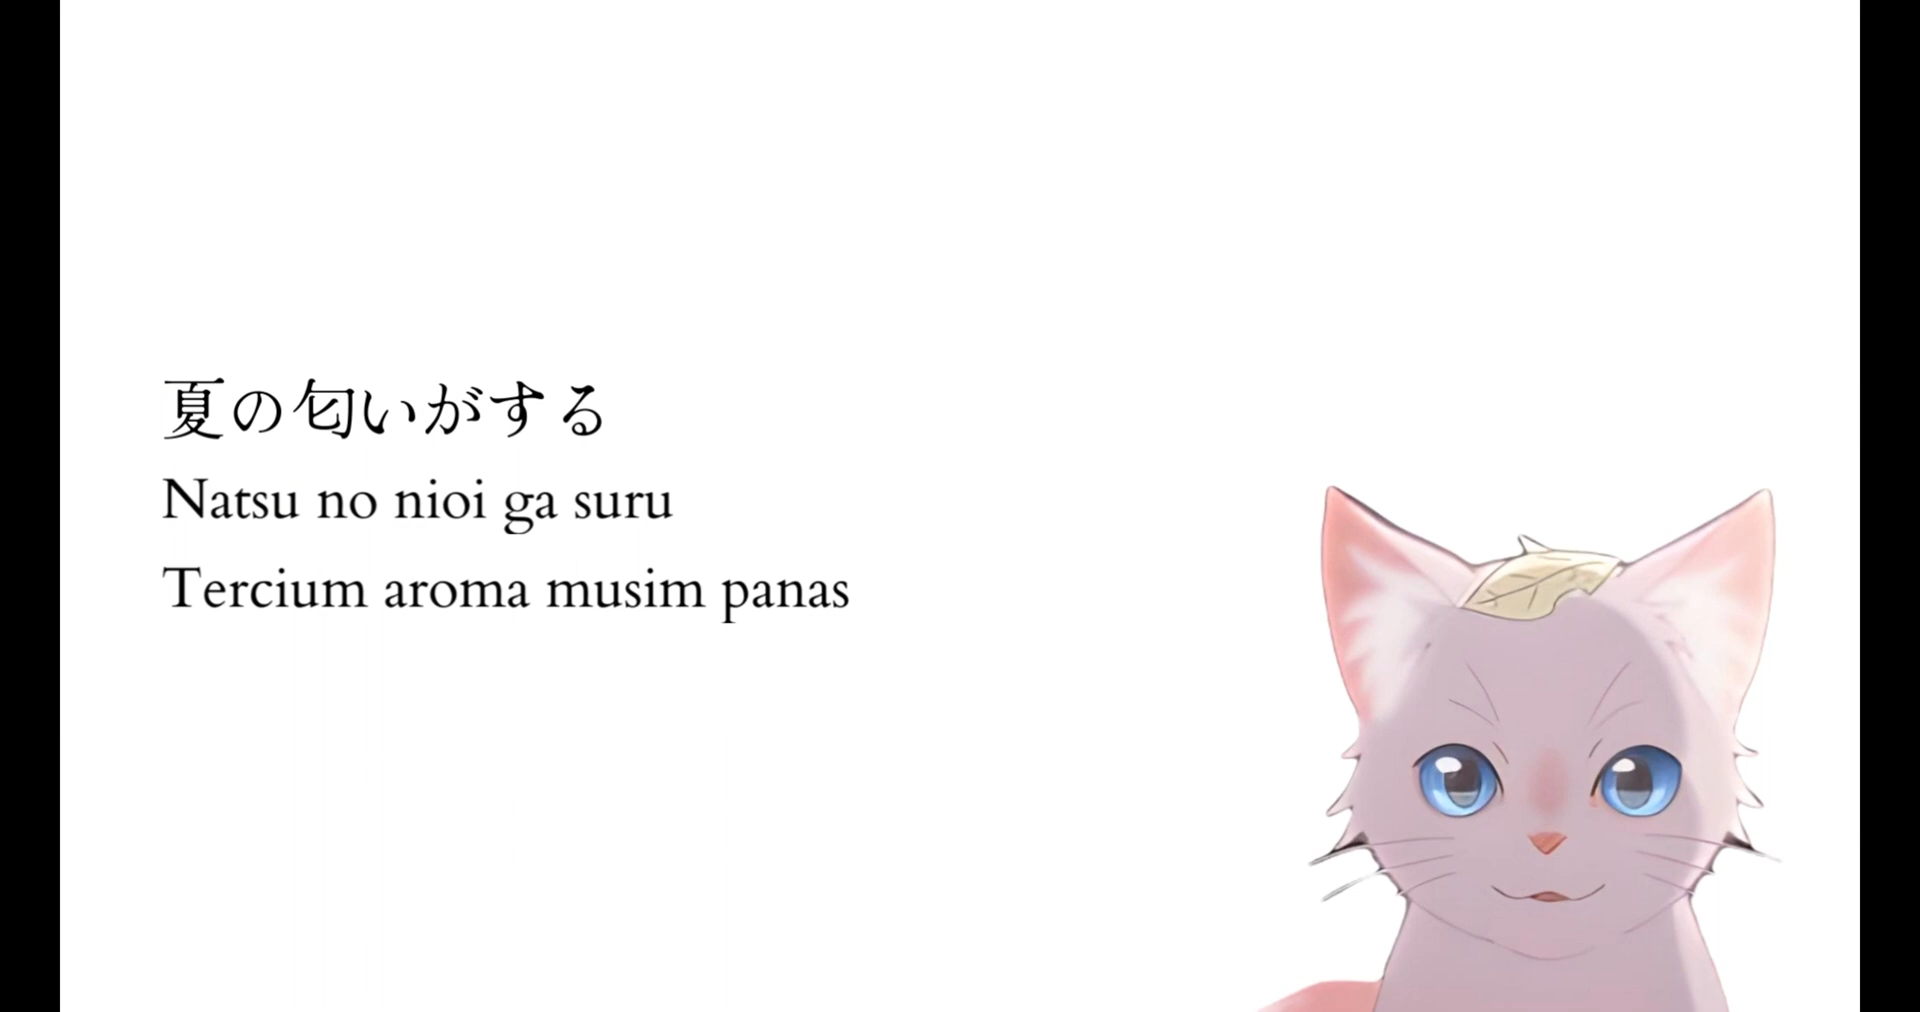 夏の匂いがする
Natsu no nioi ga suru
Tercium aroma musim panas